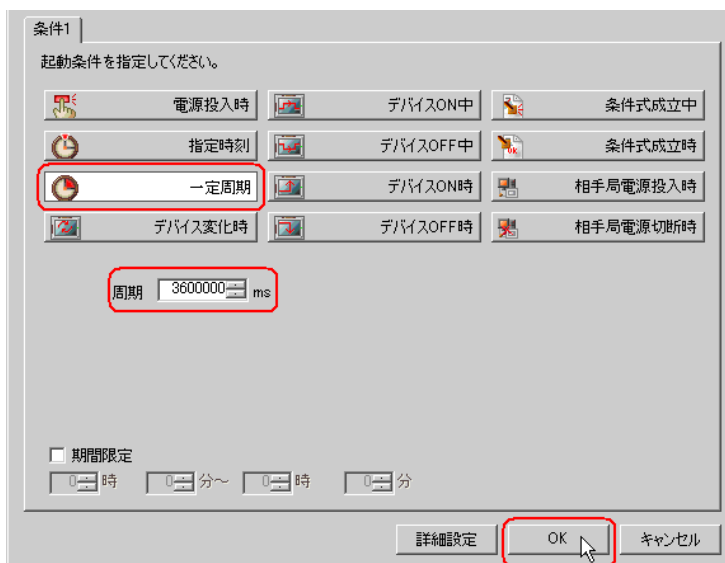 条件1
起動条件を指定してください。
電源投入時 デバイスON中 条件式成立中
指定時刻 デバイスOFF中 条件式成立時
一定周期 デバイスON時 相手局電源投入時
デバイス変化時 デバイスOFF時 相手局電源切断時
周期 3600000 ms
期間限定
0 時 0 分～ 0 時 0 分
詳細設定 OK キャンセル